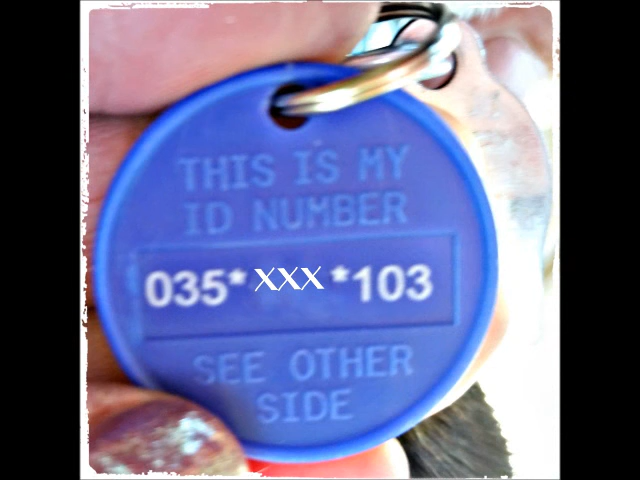 THIS IS MY
ID NUMBER
035*XXX*103
SEE OTHER
SIDE